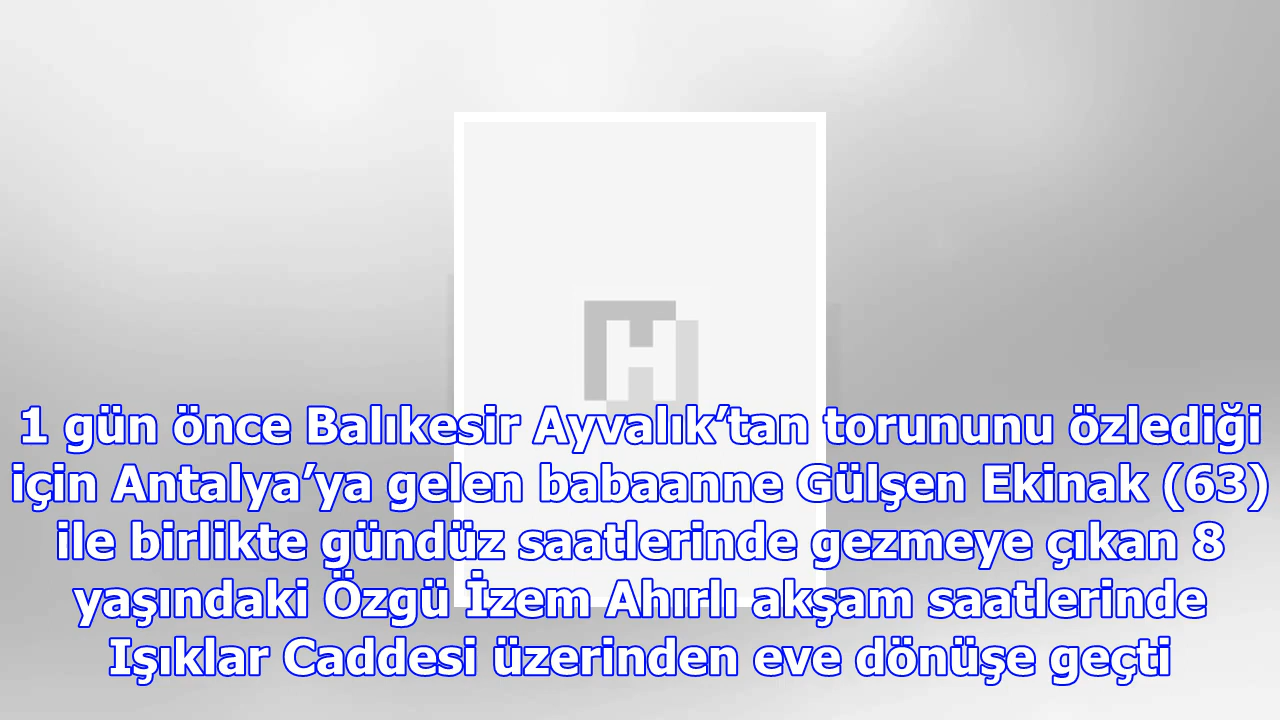 1 gün önce Balıkesir Ayvalık’tan torununu özlediği
için Antalya’ya gelen babaanne Gülşen Ekinak (63)
ile birlikte gündüz saatlerinde gezmeye çıkan 8
yaşındaki Özgü İzem Ahırlı akşam saatlerinde
Işıklar Caddesi üzerinden eve dönüşe geçti